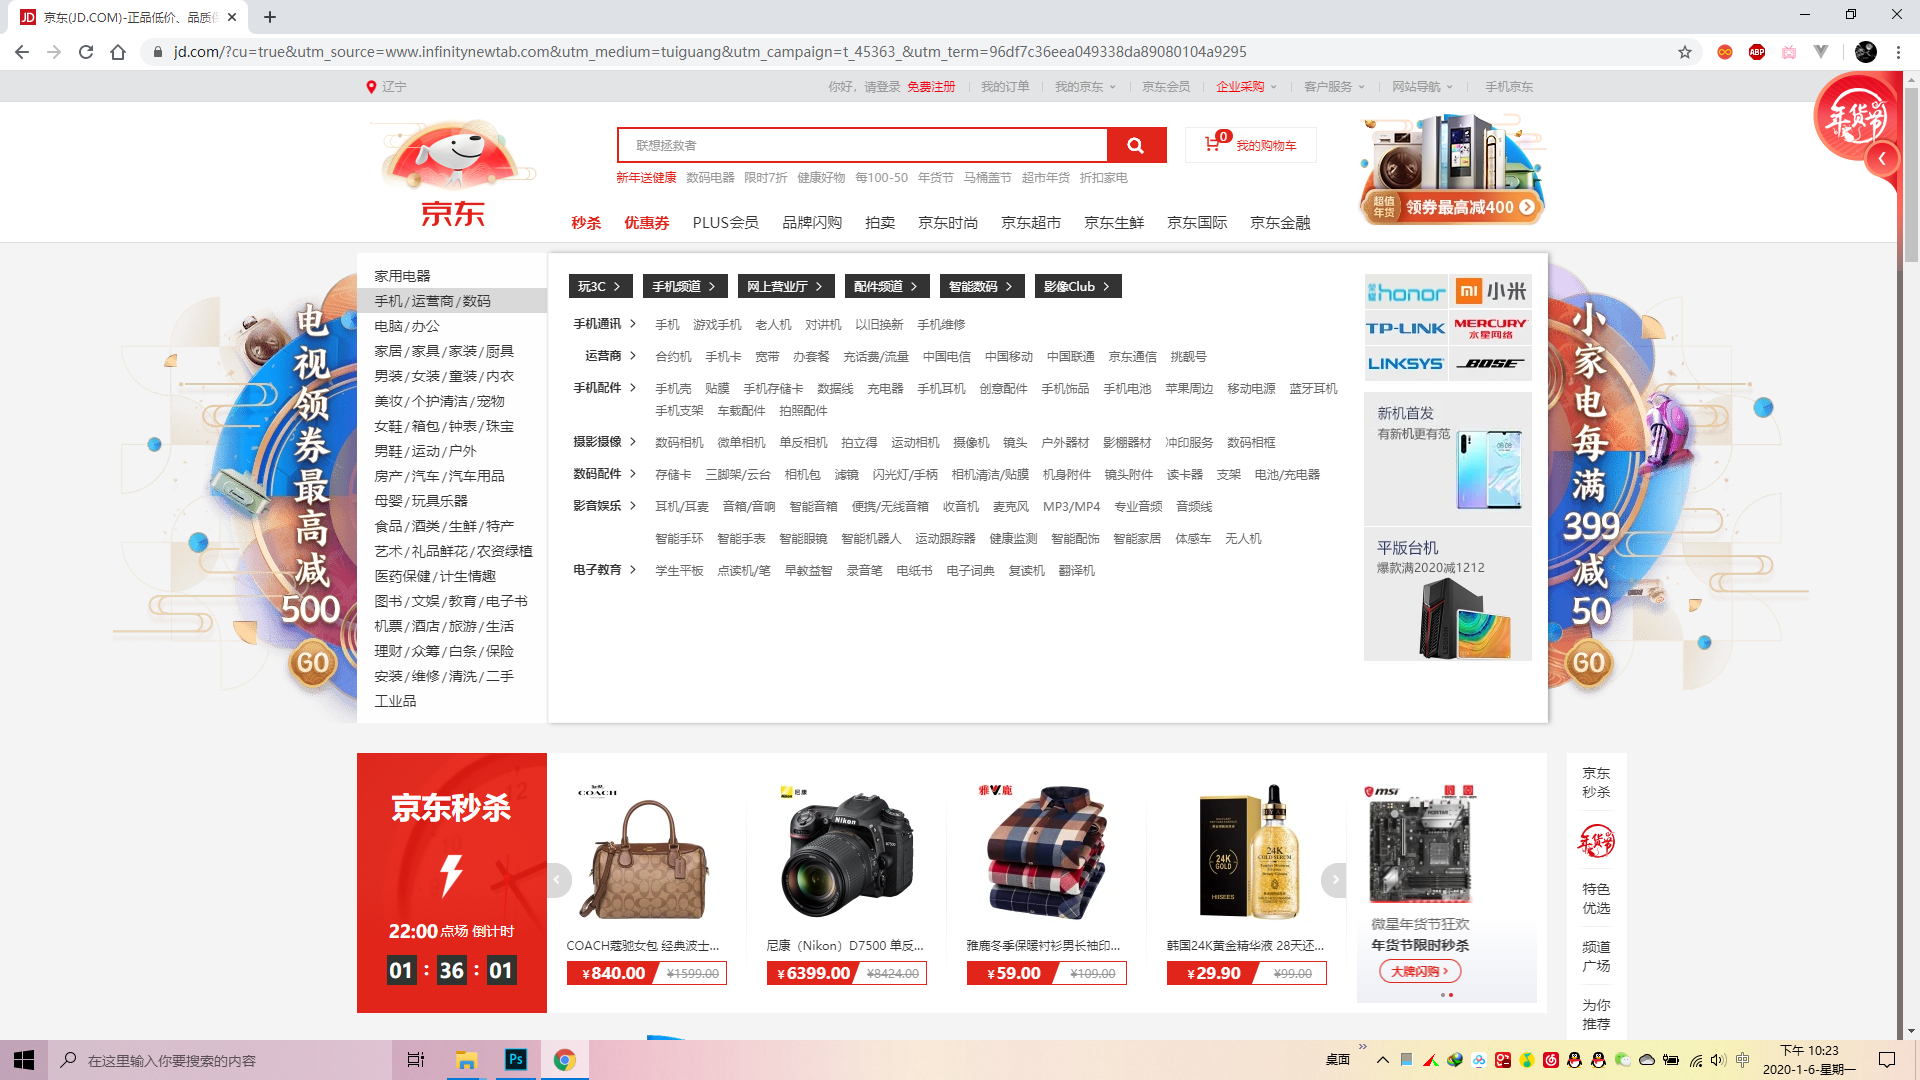 京东(JD.COM)-正品低价、品质
jd.com/?cu=true&utm_source=www.infinitynewtab.com&utm_medium=tuiguang&utm_campaign=t_45363_&utm_term=96df7c36eea049338da89080104a9295
ABP
辽宁
你好，请登录 免费注册 我的订单 我的京东 京东会员 企业采购 客户服务 网站导航 手机京东
年货节
联想拯救者
0 我的购物车
新年送健康 数码电器 限时7折 健康好物 每100-50 年货节 马桶盖节 超市年货 折扣家电
京东
秒杀 优惠券 PLUS会员 品牌闪购 拍卖 京东时尚 京东超市 京东生鲜 京东国际 京东金融
超值年货 领券最高减400
家用电器
手机/运营商/数码
电脑/办公
家居/家具/家装/厨具
男装/女装/童装/内衣
美妆/个护清洁/宠物
女鞋/箱包/钟表/珠宝
男鞋/运动/户外
房产/汽车/汽车用品
母婴/玩具乐器
食品/酒类/生鲜/特产
艺术/礼品鲜花/农资绿植
医药保健/计生情趣
图书/文娱/教育/电子书
机票/酒店/旅游/生活
理财/众筹/白条/保险
安装/维修/清洗/二手
工业品
玩3C > 手机频道 > 网上营业厅 > 配件频道 > 智能数码 > 影像Club >
手机通讯 > 手机 游戏手机 老人机 对讲机 以旧换新 手机维修
运营商 > 合约机 手机卡 宽带 办套餐 充话费/流量 中国电信 中国移动 中国联通 京东通信 挑靓号
手机配件 > 手机壳 贴膜 手机存储卡 数据线 充电器 手机耳机 创意配件 手机饰品 手机电池 苹果周边 移动电源 蓝牙耳机
手机支架 车载配件 拍照配件
摄影摄像 > 数码相机 微单相机 单反相机 拍立得 运动相机 摄像机 镜头 户外器材 影棚器材 冲印服务 数码相框
数码配件 > 存储卡 三脚架/云台 相机包 滤镜 闪光灯/手柄 相机清洁/贴膜 机身附件 镜头附件 读卡器 支架 电池/充电器
影音娱乐 > 耳机/耳麦 音箱/音响 智能音箱 便携/无线音箱 收音机 麦克风 MP3/MP4 专业音频 音频线
智能手环 智能手表 智能眼镜 智能机器人 运动跟踪器 健康监测 智能配饰 智能家居 体感车 无人机
电子教育 > 学生平板 点读机/笔 早教益智 录音笔 电纸书 电子词典 复读机 翻译机
荣耀honor
小米
TP-LINK
MERCURY
水星网络
LINKSYS
BOSE
新机首发
有新机更有范
平版台机
爆款满2020减1212
电视领券最高减500
GO
小家电每满399减50
GO
京东秒杀
22:00 点场 倒计时
01 : 36 : 01
COACH
COACH蔻驰女包 经典波士...
¥840.00 ¥1599.00
Nikon 尼康
尼康（Nikon）D7500 单反...
¥6399.00 ¥8424.00
雅鹿
雅鹿冬季保暖衬衫男长袖印...
¥59.00 ¥109.00
24K
GOLD
HIISEES
24K
GOLD SERUM
韩国24K黄金精华液 28天还...
¥29.90 ¥99.00
msi
微星年货节狂欢
年货节限时秒杀
大牌闪购 >
京东
秒杀
年货节
特色
优选
频道
广场
为你
推荐
在这里输入你要搜索的内容
Ps
桌面
中
下午 10:23
2020-1-6-星期一